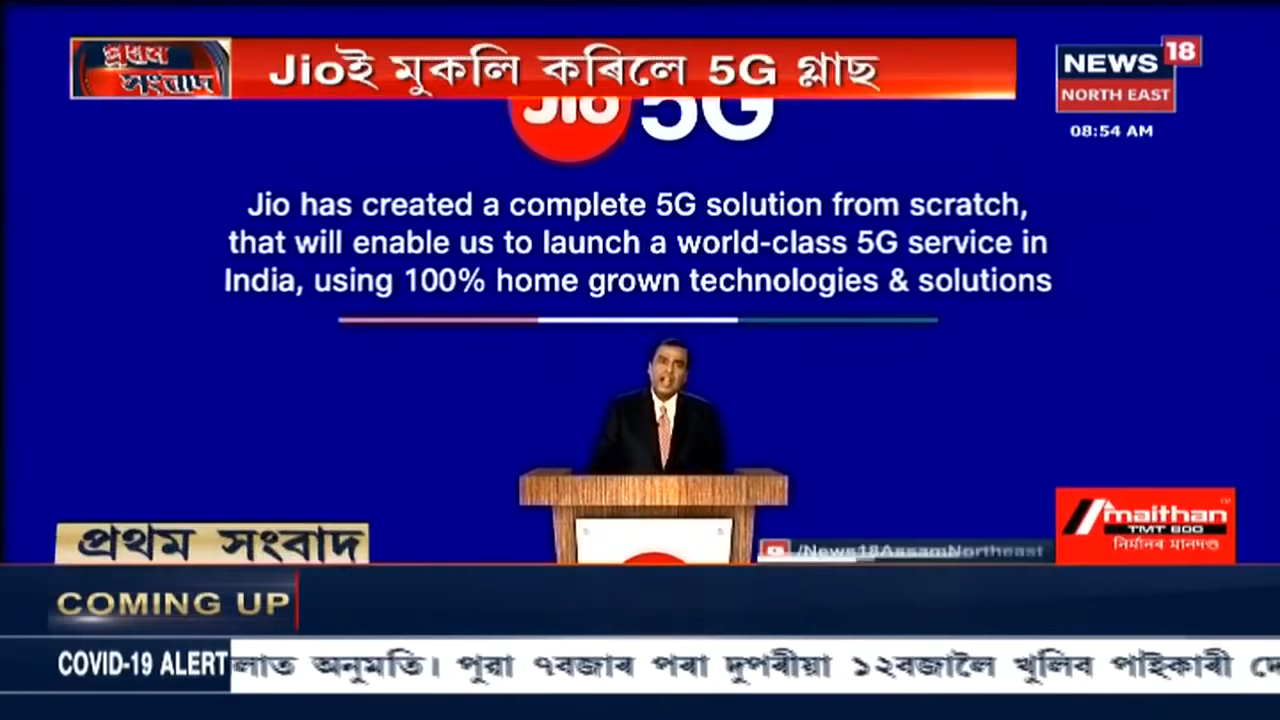 প্ৰথম
সংবাদ
Jioই মুকলি কৰিলে 5G গ্লাছ
NEWS 18
NORTH EAST
08:54 AM
Jio 5G
Jio has created a complete 5G solution from scratch,
that will enable us to launch a world-class 5G service in
India, using 100% home grown technologies & solutions
প্ৰথম সংবাদ
/News18AssamNortheast
maithan
TMT 600
নিৰ্মানৰ মানদণ্ড
COMING UP
COVID-19 ALERT
লাত অনুমতি। পুৱা ৭বজাৰ পৰা দুপৰীয়া ১২বজালৈ খুলিব পাইকাৰী দে